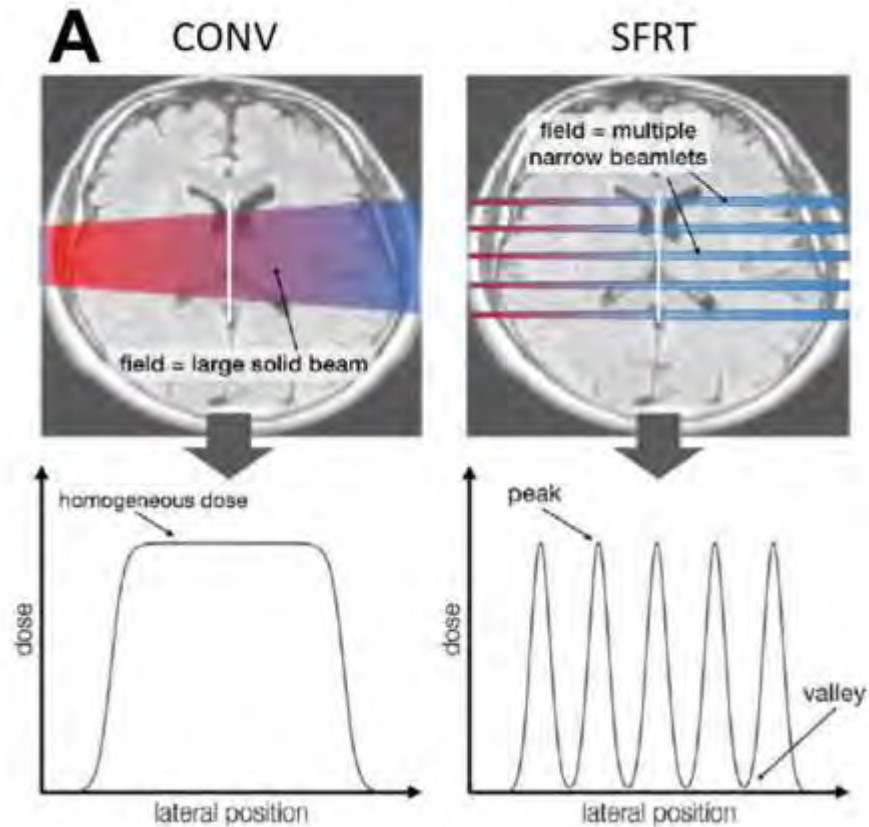 A
CONV
SFRT
field = large solid beam
field = multiple
narrow beamlets
homogeneous dose
dose
lateral position
peak
valley
dose
lateral position